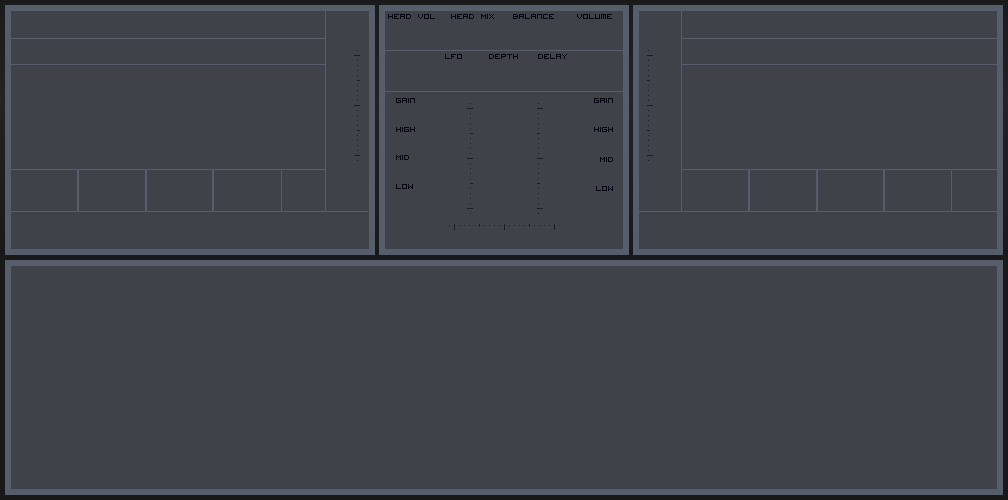 HEAD VOL HEAD MIX BALANCE VOLUME
LFO DEPTH DELAY
GAIN GAIN
HIGH HIGH
MID MID
LOW LOW